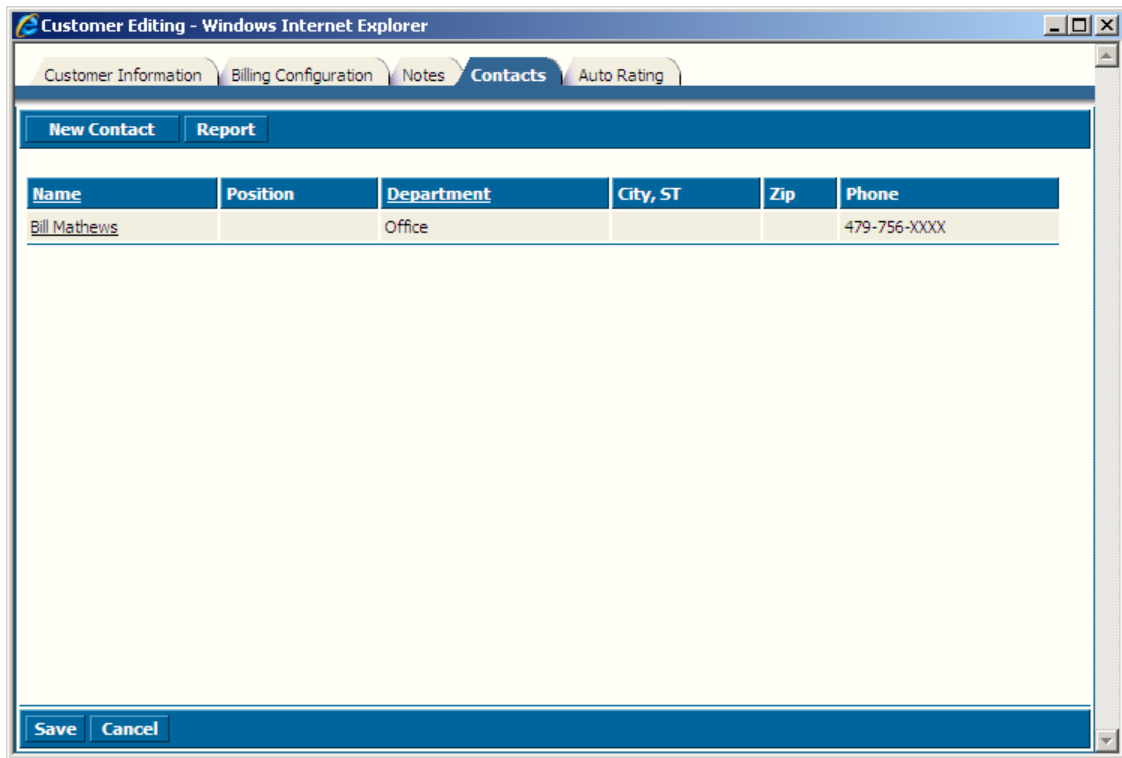 Customer Editing - Windows Internet Explorer
Customer Information Billing Configuration Notes Contacts Auto Rating
New Contact Report
Name Position Department City, ST Zip Phone
Bill Mathews Office 479-756-XXXX
Save Cancel